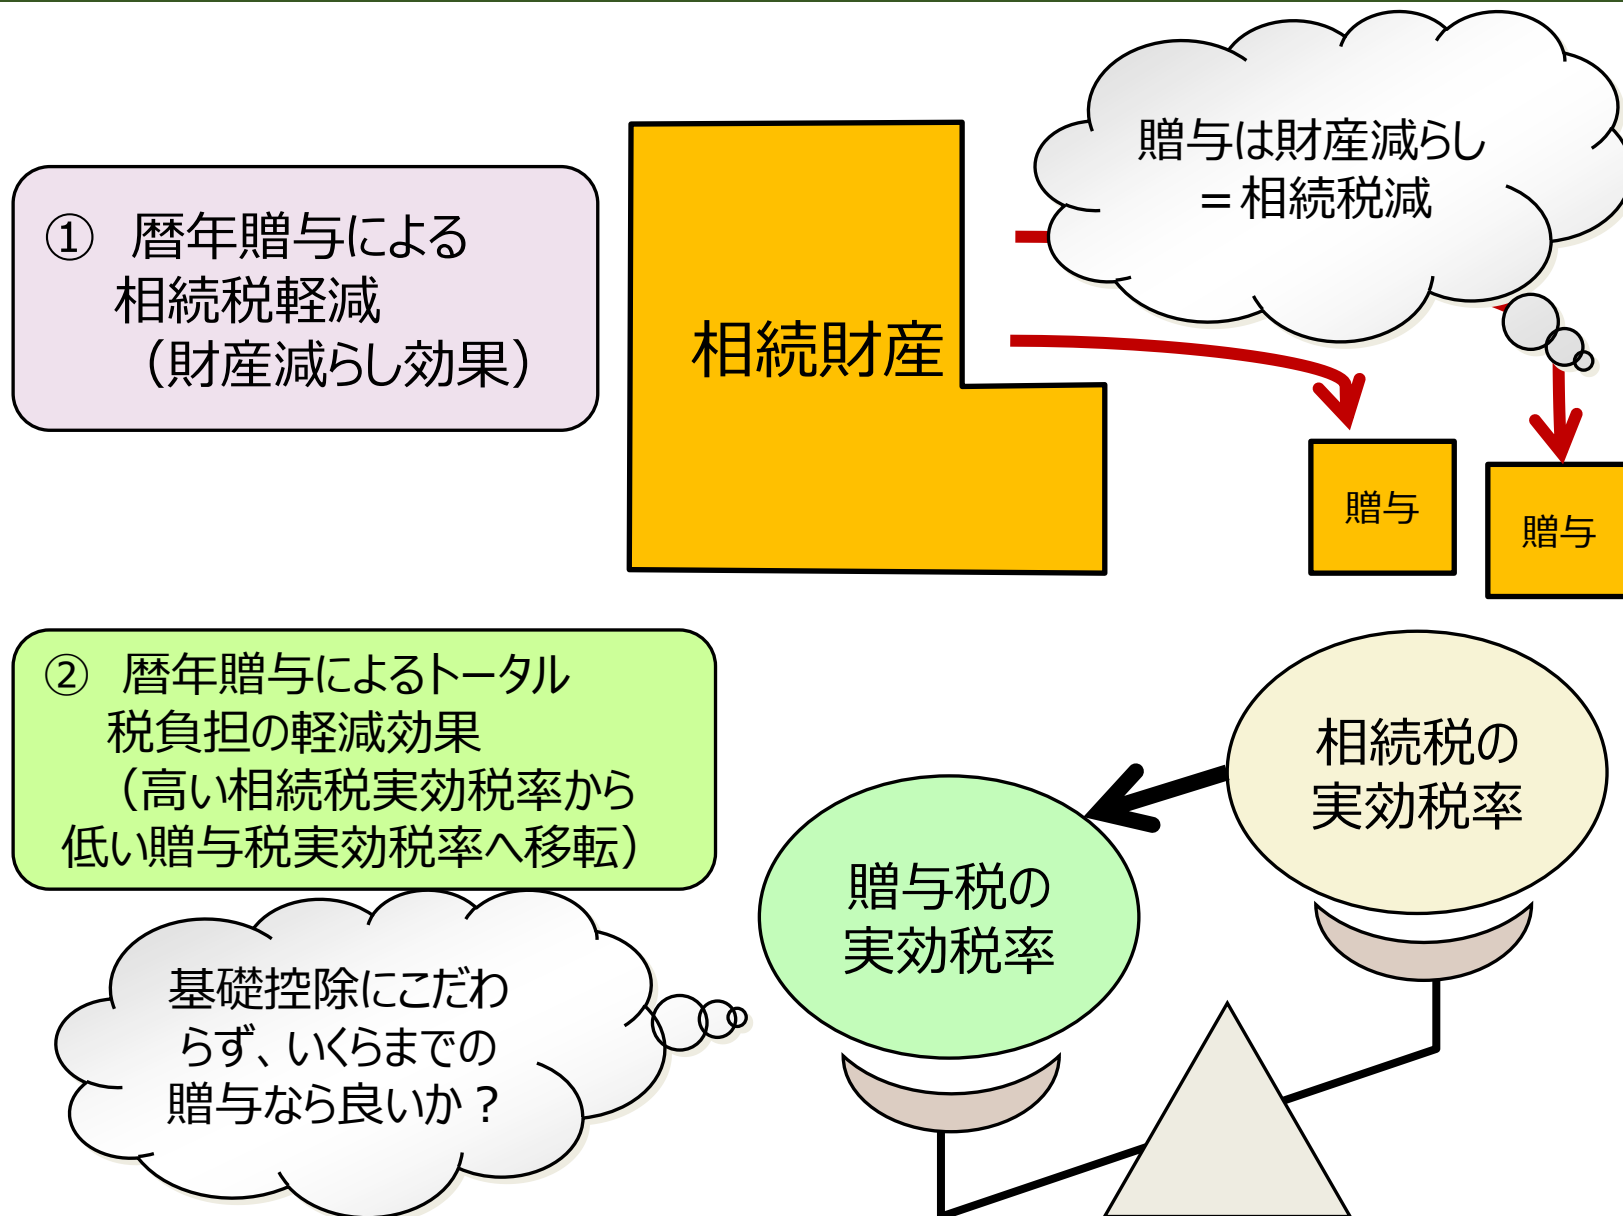 ① 暦年贈与による
相続税軽減
（財産減らし効果）
相続財産
贈与は財産減らし
＝相続税減
贈与
贈与
② 暦年贈与によるトータル
税負担の軽減効果
（高い相続税実効税率から
低い贈与税実効税率へ移転）
基礎控除にこだわ
らず、いくらまでの
贈与なら良いか？
贈与税の
実効税率
相続税の
実効税率